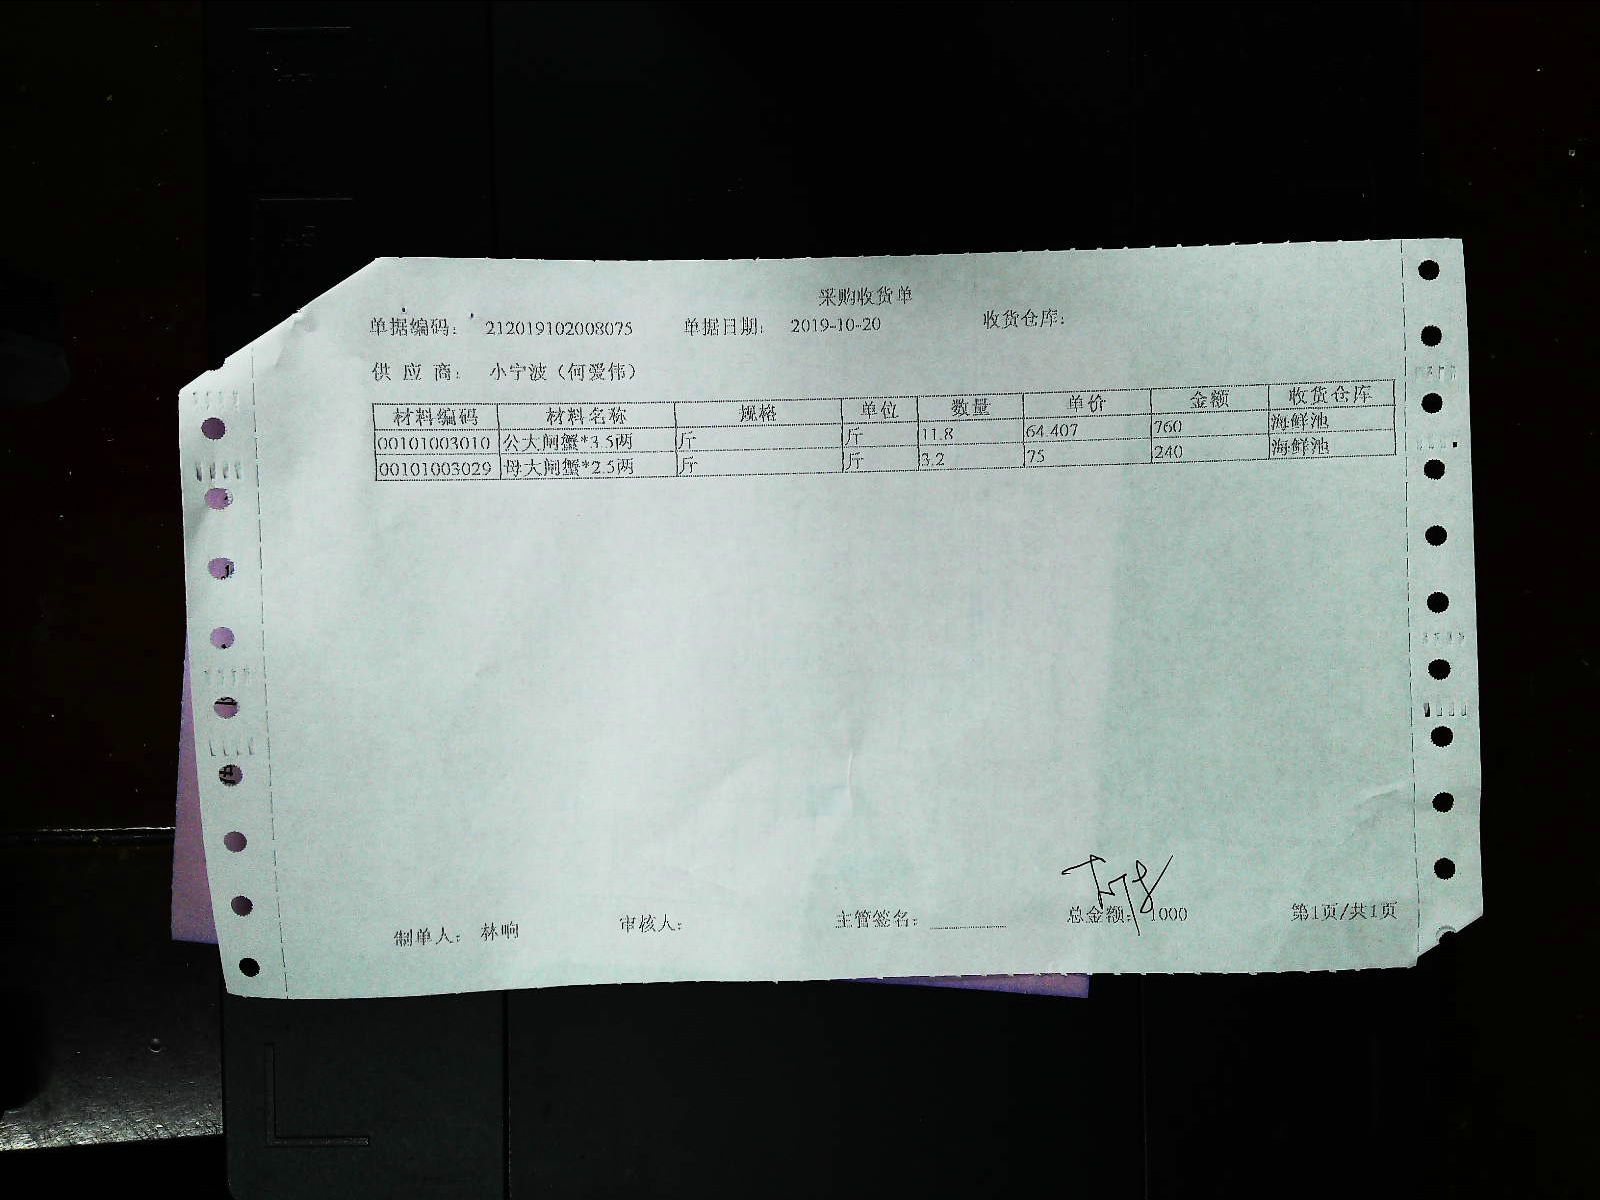 采购收货单
单据编码： 212019102008075 单据日期： 2019-10-20 收货仓库：
供 应 商： 小宁波（何爱伟）
材料编码 材料名称 规格 单位 数量 单价 金额 收货仓库
00101003010 公大闸蟹*3.5两 斤 斤 11.8 64.407 760 海鲜池
00101003029 母大闸蟹*2.5两 斤 斤 3.2 75 240 海鲜池
制单人： 林响 审核人： 主管签名： 总金额： 1000 第1页/共1页